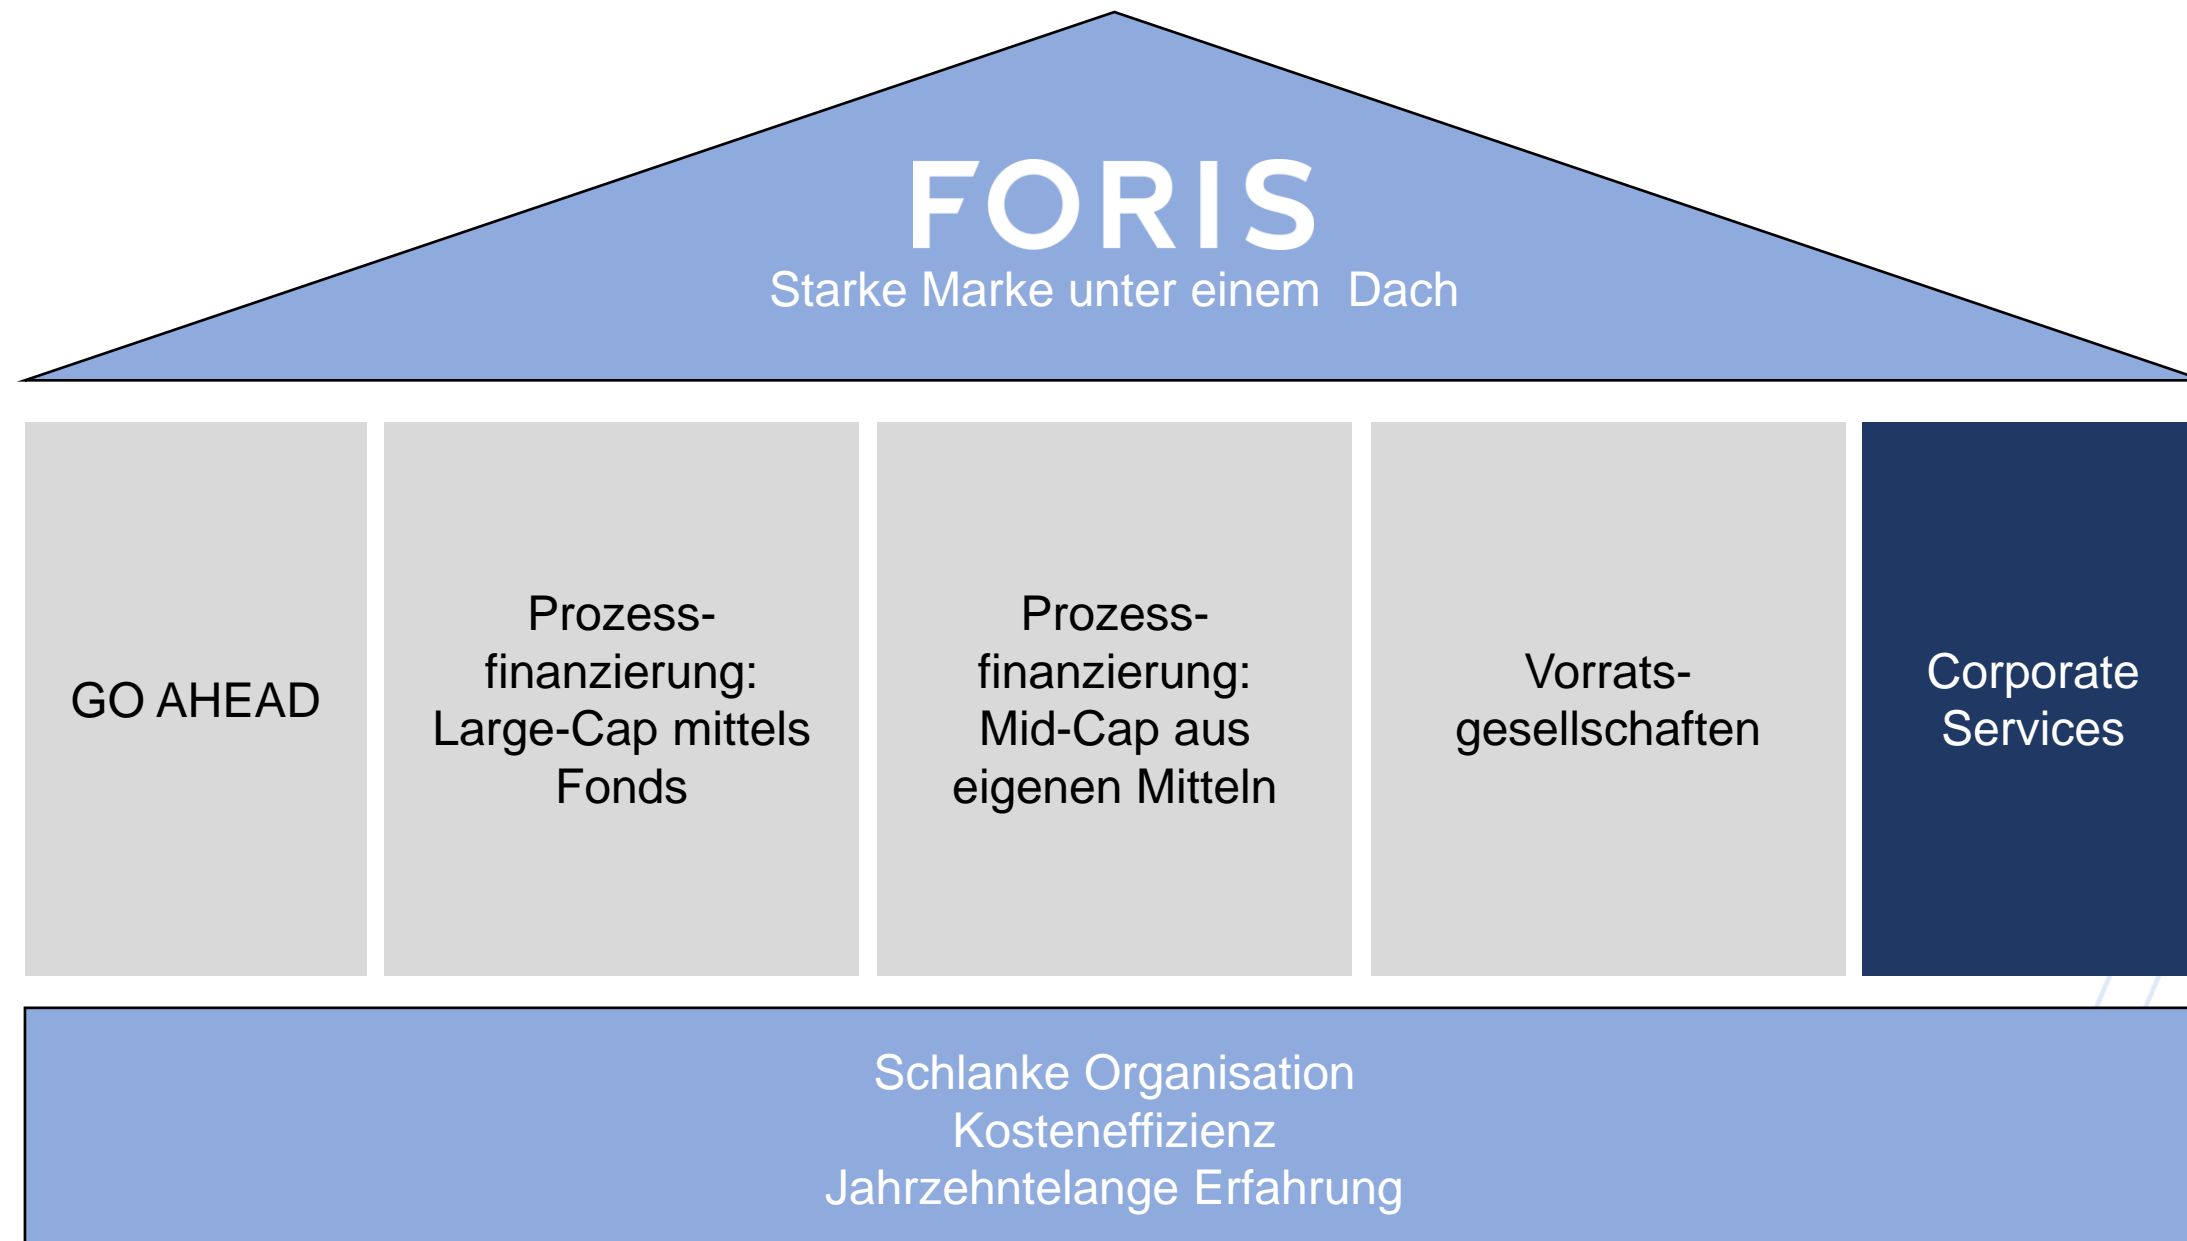 FORIS
Starke Marke unter einem Dach
GO AHEAD
Prozess-
finanzierung:
Large-Cap mittels
Fonds
Prozess-
finanzierung:
Mid-Cap aus
eigenen Mitteln
Vorrats-
gesellschaften
Corporate
Services
Schlanke Organisation
Kosteneffizienz
Jahrzehntelange Erfahrung